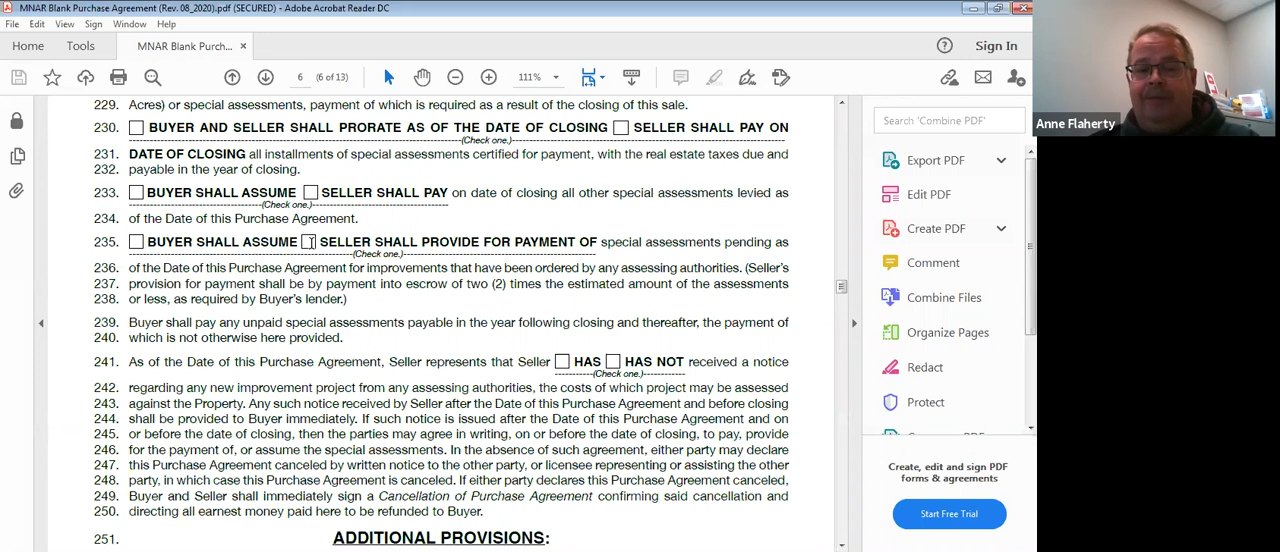 MNAR Blank Purchase Agreement (Rev. 08_2020).pdf (SECURED) - Adobe Acrobat Reader DC
File Edit View Sign Window Help
Home Tools MNAR Blank Purch... × Sign In
6 (6 of 13) 111%
229. Acres) or special assessments, payment of which is required as a result of the closing of this sale.
230. BUYER AND SELLER SHALL PRORATE AS OF THE DATE OF CLOSING SELLER SHALL PAY ON
(Check one.)
231. DATE OF CLOSING all installments of special assessments certified for payment, with the real estate taxes due and
232. payable in the year of closing.
233. BUYER SHALL ASSUME SELLER SHALL PAY on date of closing all other special assessments levied as
(Check one.)
234. of the Date of this Purchase Agreement.
235. BUYER SHALL ASSUME SELLER SHALL PROVIDE FOR PAYMENT OF special assessments pending as
(Check one.)
236. of the Date of this Purchase Agreement for improvements that have been ordered by any assessing authorities. (Seller's
237. provision for payment shall be by payment into escrow of two (2) times the estimated amount of the assessments
238. or less, as required by Buyer's lender.)
239. Buyer shall pay any unpaid special assessments payable in the year following closing and thereafter, the payment of
240. which is not otherwise here provided.
241. As of the Date of this Purchase Agreement, Seller represents that Seller HAS HAS NOT received a notice
(Check one.)
242. regarding any new improvement project from any assessing authorities, the costs of which project may be assessed
243. against the Property. Any such notice received by Seller after the Date of this Purchase Agreement and before closing
244. shall be provided to Buyer immediately. If such notice is issued after the Date of this Purchase Agreement and on
245. or before the date of closing, then the parties may agree in writing, on or before the date of closing, to pay, provide
246. for the payment of, or assume the special assessments. In the absence of such agreement, either party may declare
247. this Purchase Agreement canceled by written notice to the other party, or licensee representing or assisting the other
248. party, in which case this Purchase Agreement is canceled. If either party declares this Purchase Agreement canceled,
249. Buyer and Seller shall immediately sign a Cancellation of Purchase Agreement confirming said cancellation and
250. directing all earnest money paid here to be refunded to Buyer.
251. ADDITIONAL PROVISIONS:
Search 'Combine PDF'
Export PDF
Edit PDF
Create PDF
Comment
Combine Files
Organize Pages
Redact
Protect
Create, edit and sign PDF
forms & agreements
Start Free Trial
Anne Flaherty